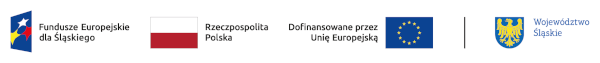 Fundusze Europejskie
dla Śląskiego
Rzeczpospolita
Polska
Dofinansowane przez
Unię Europejską
Województwo
Śląskie